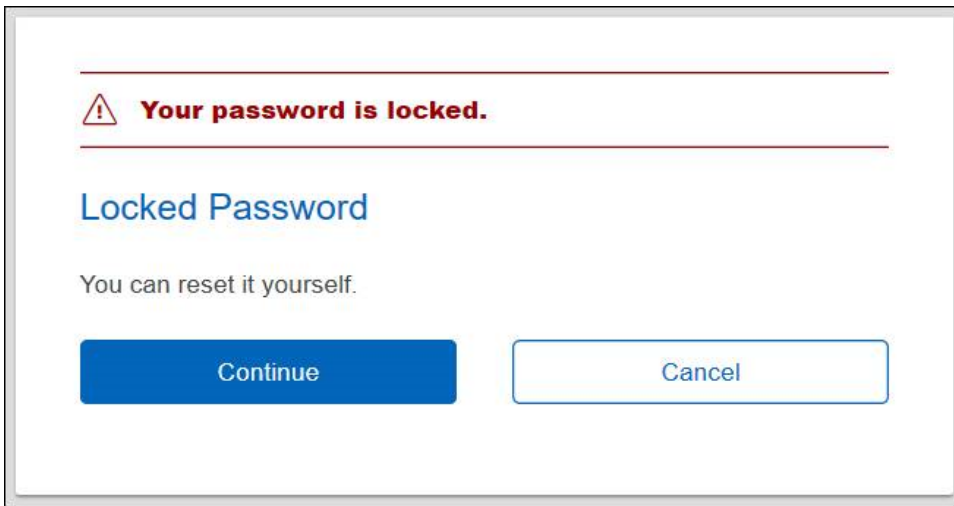 Your password is locked.
Locked Password
You can reset it yourself.
Continue
Cancel